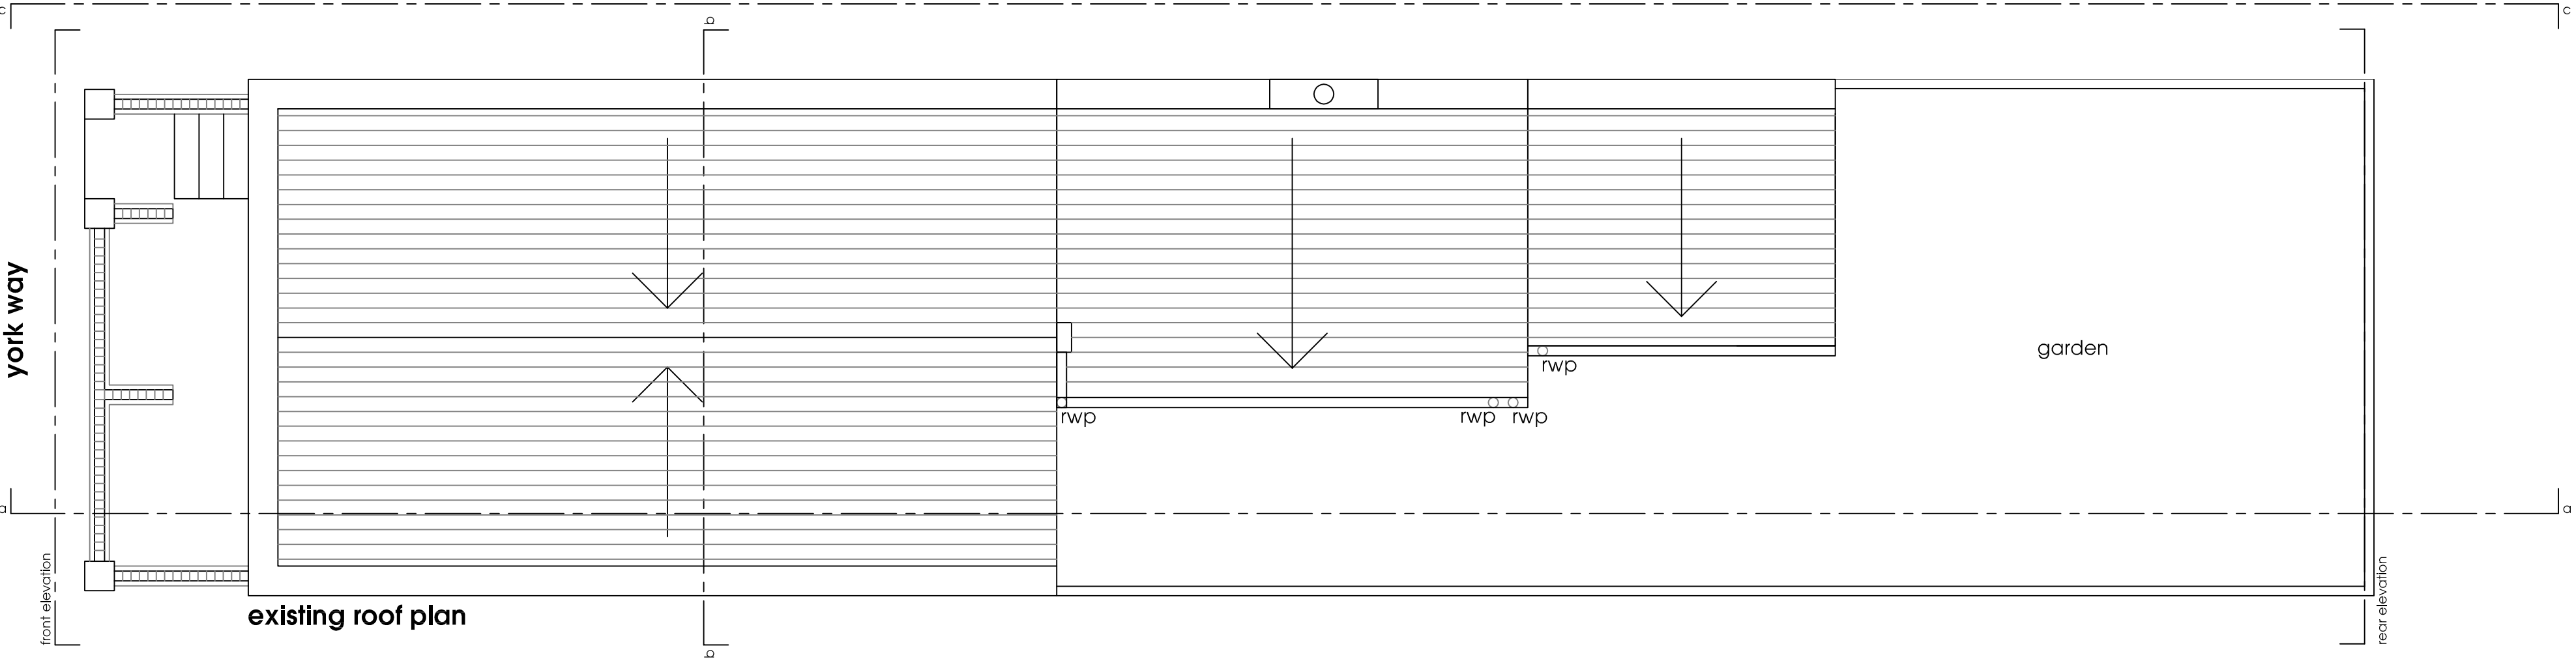 c
c
b
york way
garden
rwp
rwp
rwp
rwp
a
a
front elevation
rear elevation
existing roof plan
b